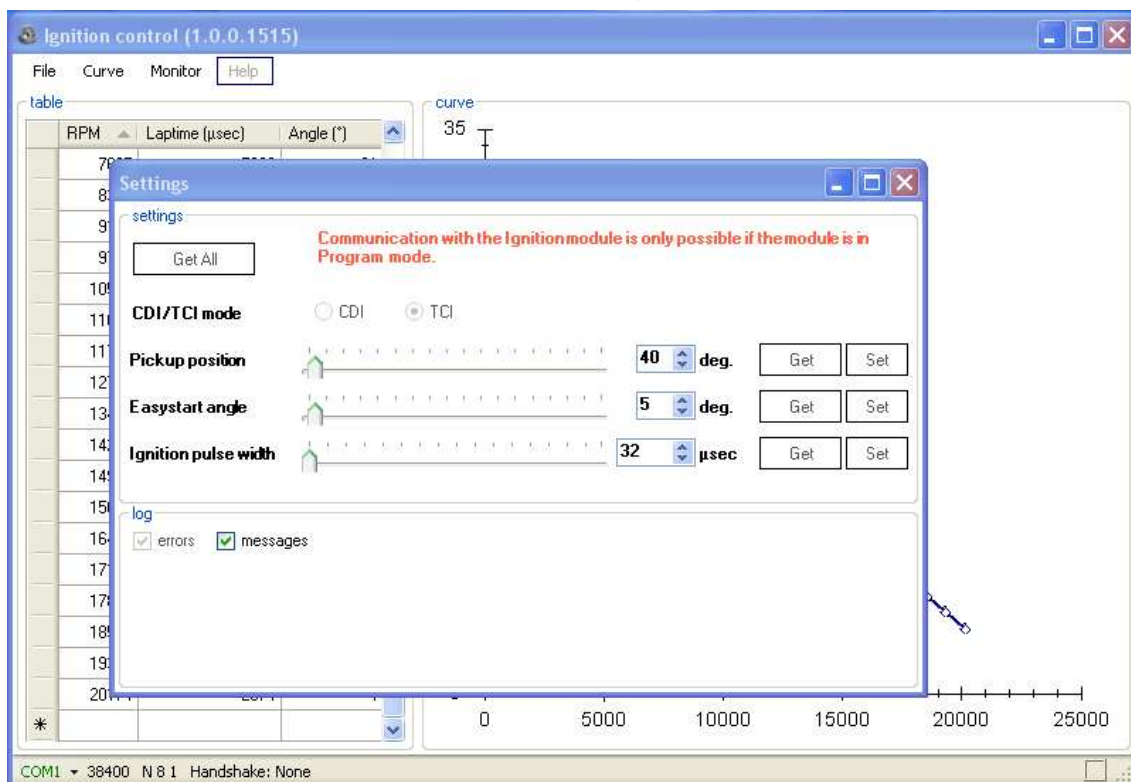 Ignition control (1.0.0.1515)
File Curve Monitor Help
table
RPM Laptime (µsec) Angle (°)
curve
35
Settings
settings
Get All
Communication with the Ignition module is only possible if the module is in
Program mode.
CDI/TCI mode CDI TCI
Pickup position 40 deg. Get Set
Easystart angle 5 deg. Get Set
Ignition pulse width 32 µsec Get Set
log
errors messages
0 5000 10000 15000 20000 25000
COM1 38400 N 8 1 Handshake: None